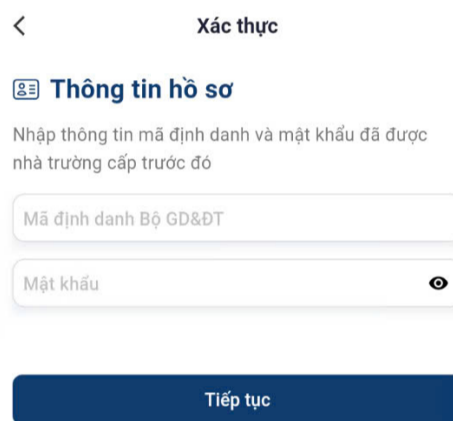 Xác thực
Thông tin hồ sơ
Nhập thông tin mã định danh và mật khẩu đã được
nhà trường cấp trước đó
Mã định danh Bộ GD&ĐT
Mật khẩu
Tiếp tục